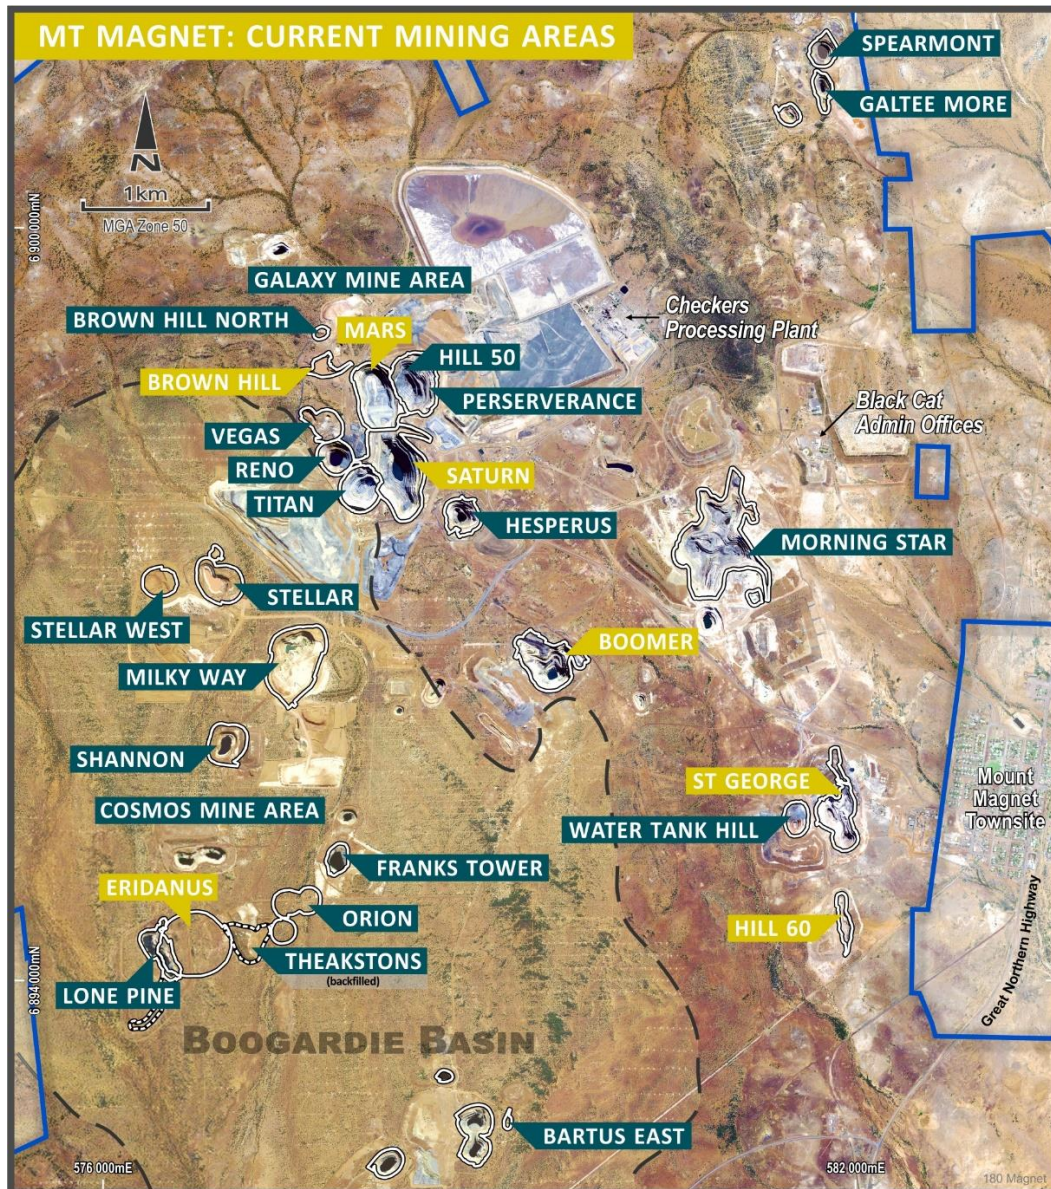 MT MAGNET: CURRENT MINING AREAS
SPEARMONT
GALTEE MORE
N
1km
MGA Zone 50
6 900 000mN
GALAXY MINE AREA
BROWN HILL NORTH
MARS
Checkers
Processing Plant
HILL 50
BROWN HILL
PERSERVERANCE
Black Cat
Admin Offices
VEGAS
RENO
SATURN
TITAN
HESPERUS
MORNING STAR
STELLAR
STELLAR WEST
BOOMER
MILKY WAY
SHANNON
ST GEORGE
Mount
Magnet
Townsite
COSMOS MINE AREA
WATER TANK HILL
FRANKS TOWER
ERIDANUS
ORION
HILL 60
THEAKSTONS
(backfilled)
LONE PINE
6 894 000mN
Great Northern Highway
BOOGARDIE BASIN
BARTUS EAST
576 000mE
582 000mE
180 Magnet